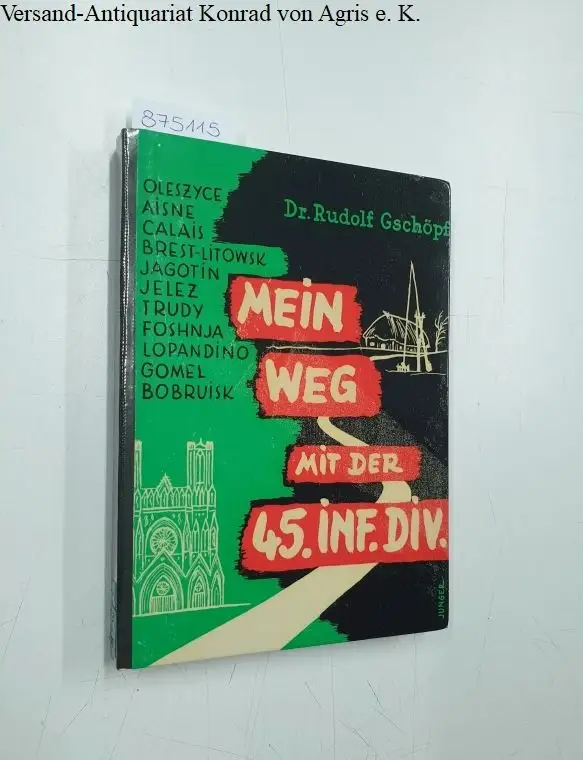 Versand-Antiquariat Konrad von Agris e. K.
875115
OLESZYCE
AISNE
CALAIS
BREST-LITOWSK
JAGOTIN
JELEZ
TRUDY
FOSHNJA
LOPANDINO
GOMEL
BOBRUISK
Dr. Rudolf Gschöpf
MEIN
WEG
MIT DER
45. INF. DIV.
JUNGER